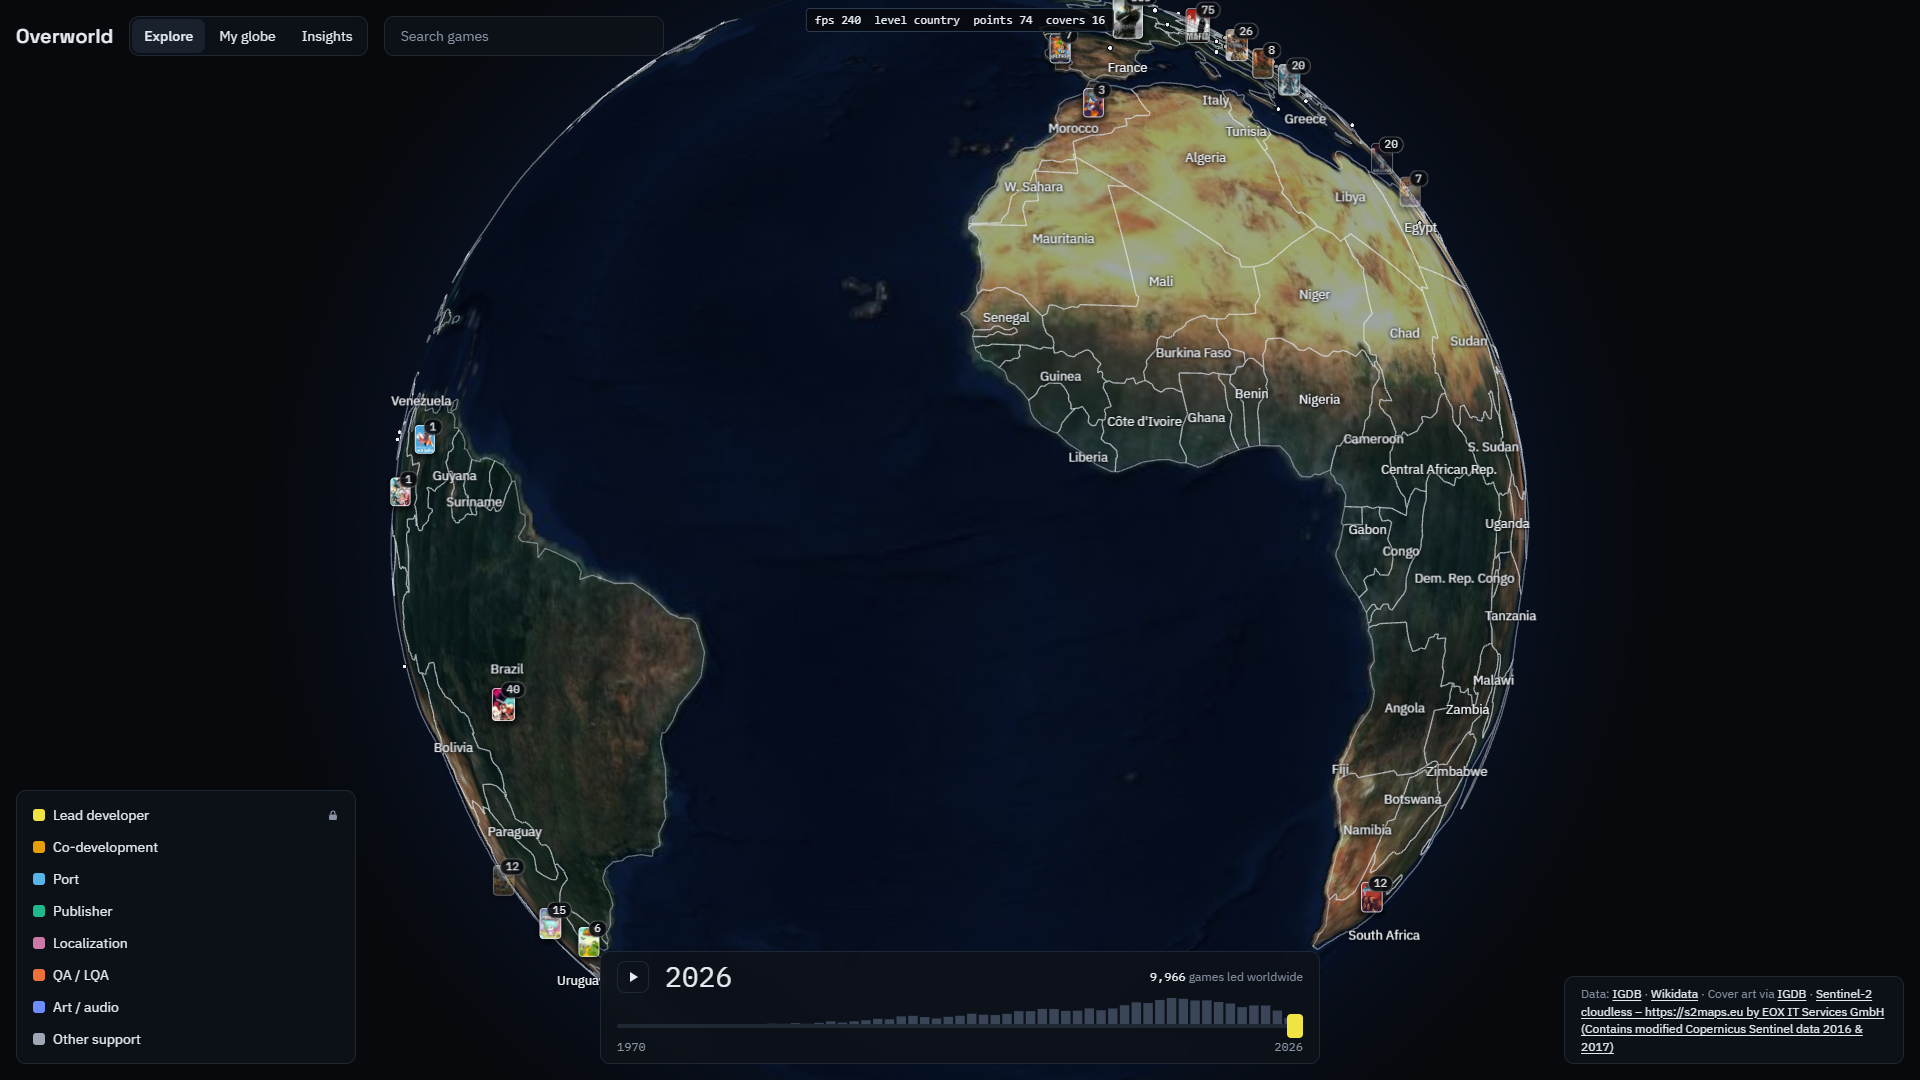 Overworld
Explore
My globe
Insights
Search games
fps 240 level country points 74 covers 16
75
26
8
20
7
France
3
Morocco
Italy
Tunisia
Greece
Algeria
20
7
W. Sahara
Libya
Egypt
Mauritania
Mali
Niger
Senegal
Chad
Sudan
Burkina Faso
Guinea
Benin
Nigeria
Venezuela
Côte d'Ivoire
Ghana
1
Cameroon
S. Sudan
Liberia
Central African Rep.
Guyana
1
Suriname
Uganda
Gabon
Congo
Dem. Rep. Congo
Tanzania
Brazil
40
Malawi
Angola
Zambia
Bolivia
Fiji
Zimbabwe
Botswana
Paraguay
Namibia
12
12
15
6
South Africa
Urugua
Lead developer
Co-development
Port
Publisher
Localization
QA / LQA
Art / audio
Other support
2026
9,966 games led worldwide
1970
2026
Data: IGDB · Wikidata · Cover art via IGDB · Sentinel-2
cloudless – https://s2maps.eu by EOX IT Services GmbH
(Contains modified Copernicus Sentinel data 2016 &
2017)